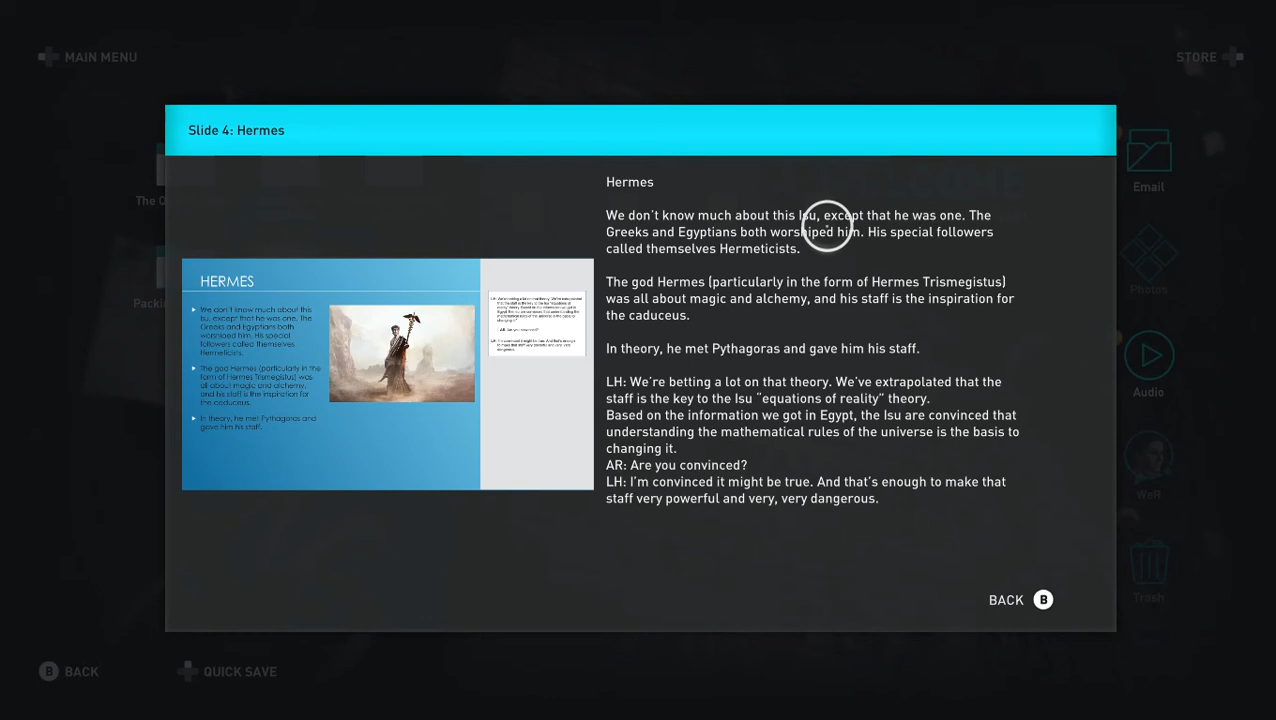 MAIN MENU
STORE
Slide 4: Hermes
Hermes
We don't know much about this Isu, except that he was one. The
Greeks and Egyptians both worshiped him. His special followers
called themselves Hermeticists.
The god Hermes (particularly in the form of Hermes Trismegistus)
was all about magic and alchemy, and his staff is the inspiration for
the caduceus.
In theory, he met Pythagoras and gave him his staff.
LH: We're betting a lot on that theory. We've extrapolated that the
staff is the key to the Isu "equations of reality" theory.
Based on the information we got in Egypt, the Isu are convinced that
understanding the mathematical rules of the universe is the basis to
changing it.
AR: Are you convinced?
LH: I'm convinced it might be true. And that's enough to make that
staff very powerful and very, very dangerous.
HERMES
We don't know much about this
Isu, except that he was one. The
Greeks and Egyptians both
worshiped him. His special
followers called themselves
Hermeticists.
The god Hermes (particularly in the
form of Hermes Trismegistus) was
all about magic and alchemy,
and his staff is the inspiration for
the caduceus.
In theory, he met Pythagoras and
gave him his staff.
The
Packin
Email
Photos
Audio
WeR
Trash
BACK B
B BACK
QUICK SAVE